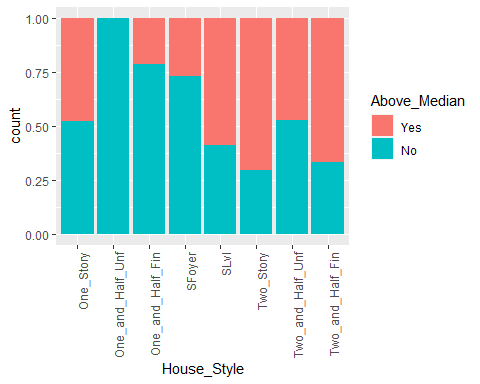 1.00
0.75
0.50
0.25
0.00
count
One_Story
One_and_Half_Unf
One_and_Half_Fin
SFoyer
SLvl
Two_Story
Two_and_Half_Unf
Two_and_Half_Fin
House_Style
Above_Median
Yes
No